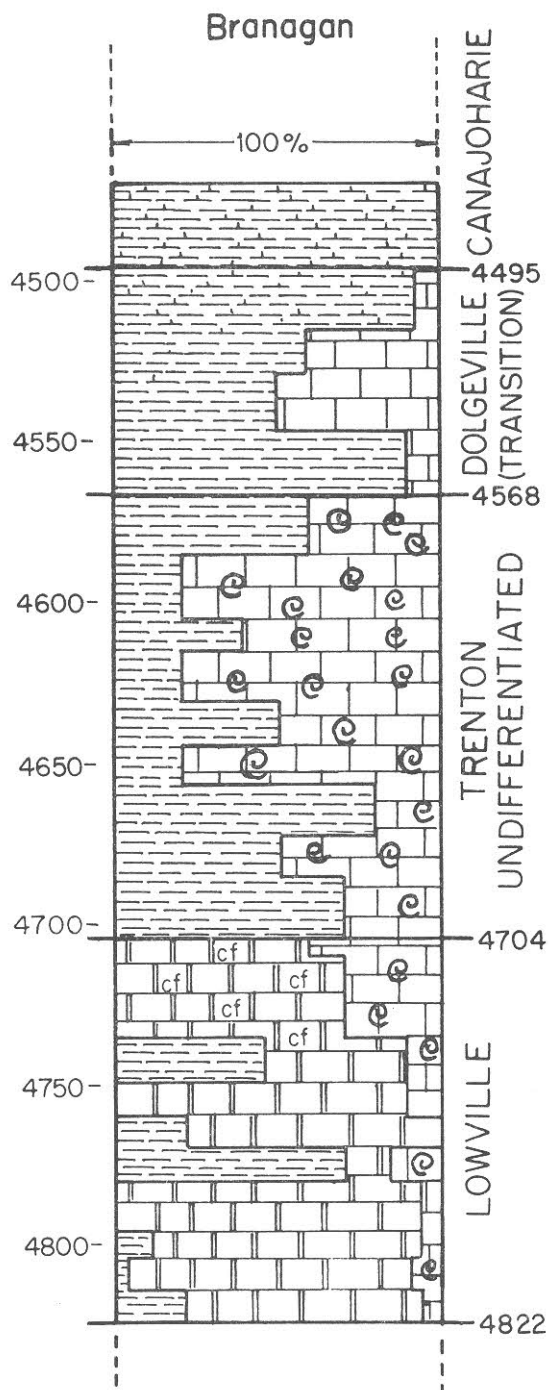 Branagan
100%
CANAJOHARIE
4495
4500
DOLGEVILLE
(TRANSITION)
4550
4568
4600
TRENTON
UNDIFFERENTIATED
4650
4700
4704
cf
cf
cf
cf
cf
4750
LOWVILLE
4800
4822